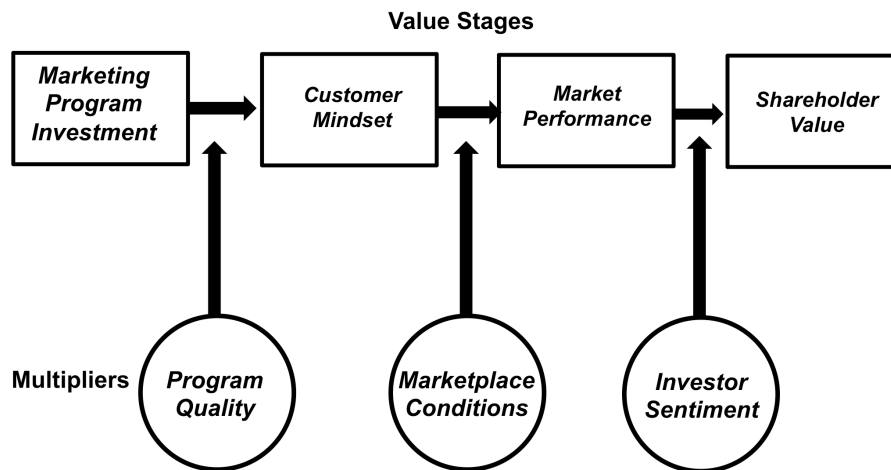 Value Stages
Marketing
Program
Investment
Customer
Mindset
Market
Performance
Shareholder
Value
Multipliers
Program
Quality
Marketplace
Conditions
Investor
Sentiment